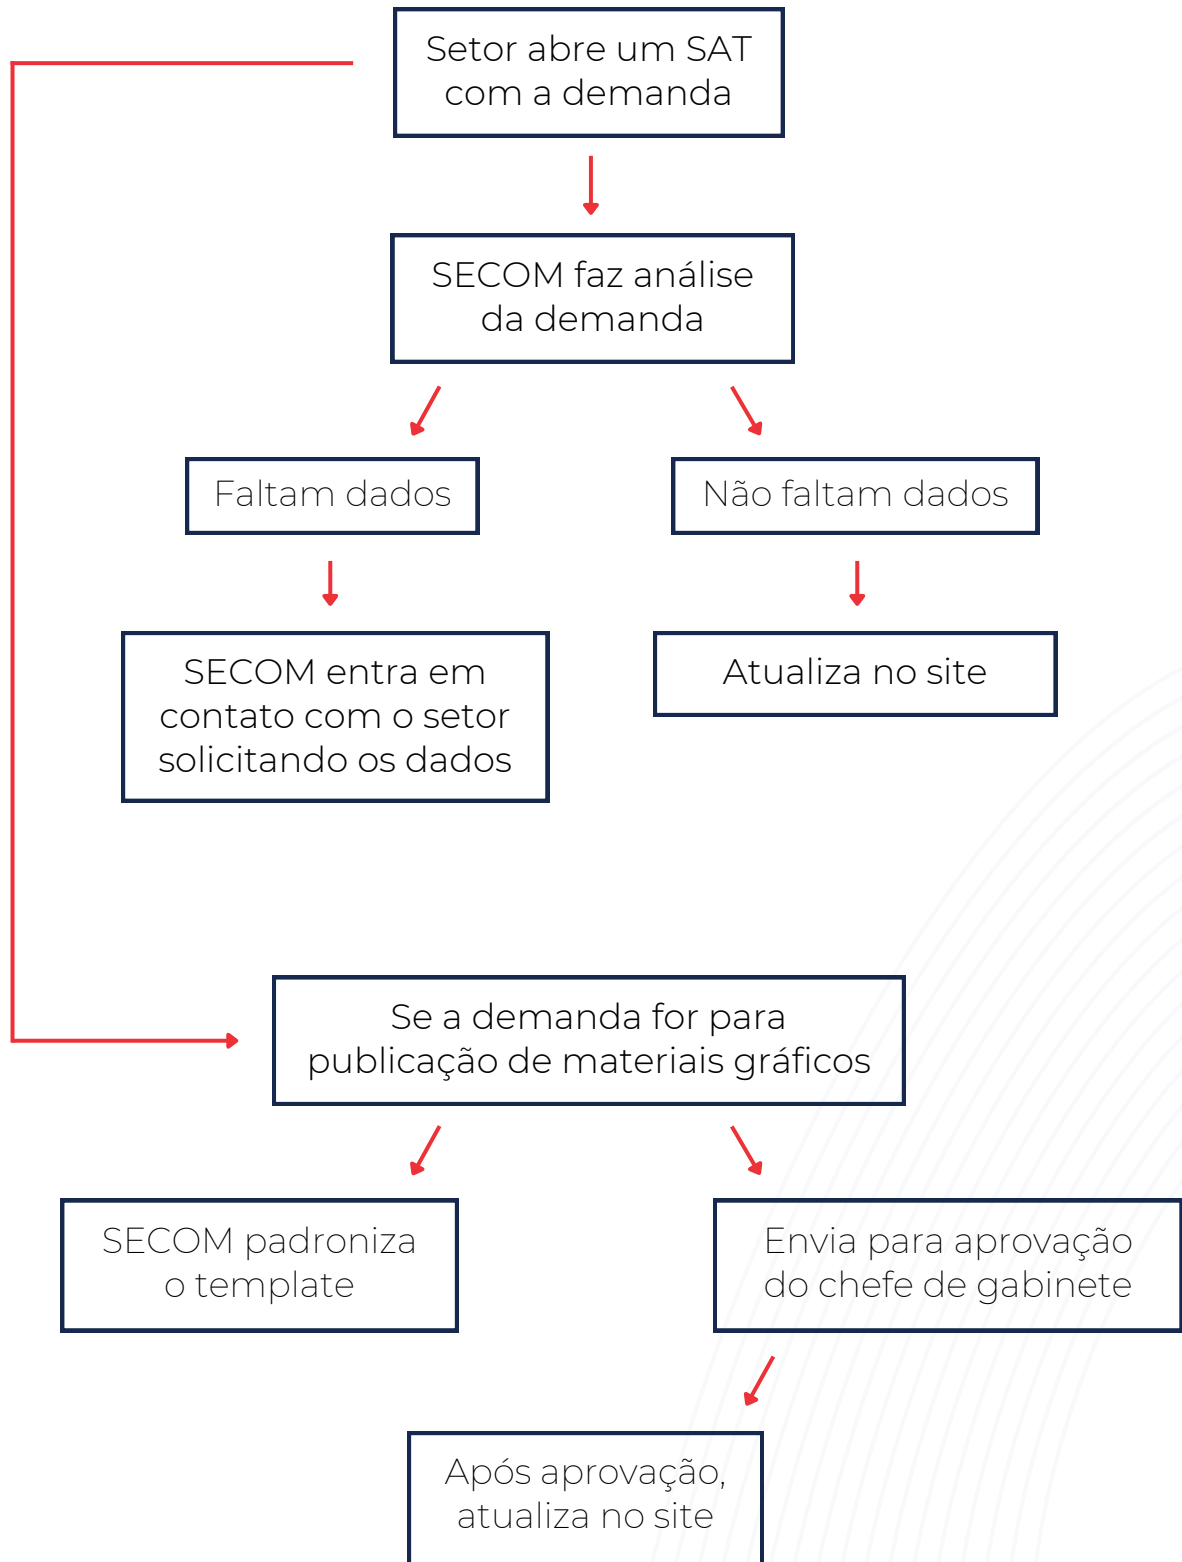 Setor abre um SAT
com a demanda
SECOM faz análise
da demanda
Faltam dados
Não faltam dados
SECOM entra em
contato com o setor
solicitando os dados
Atualiza no site
Se a demanda for para
publicação de materiais gráficos
SECOM padroniza
o template
Envia para aprovação
do chefe de gabinete
Após aprovação,
atualiza no site